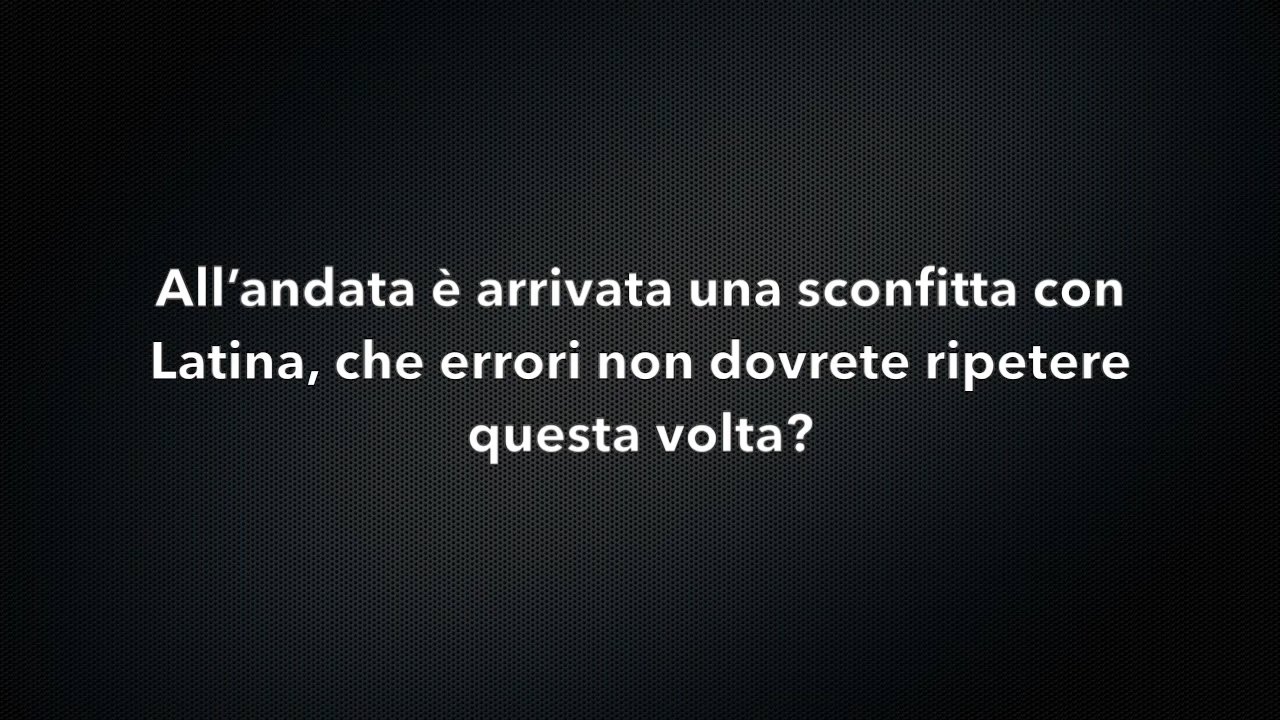 All’andata è arrivata una sconfitta con
Latina, che errori non dovrete ripetere
questa volta?